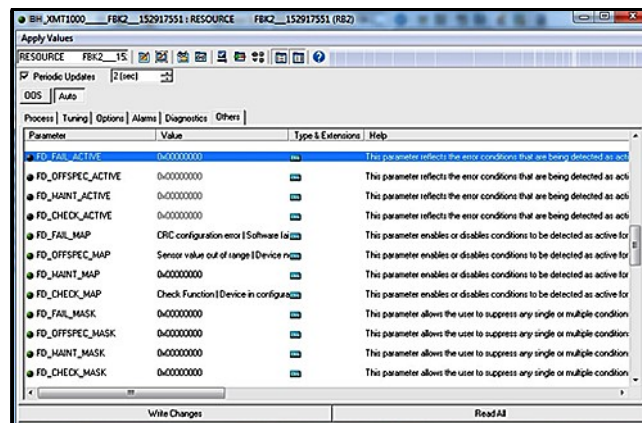 BH_XMT1000____FBK2__152917551 : RESOURCE FBK2__152917551 (RB2)
Apply Values
RESOURCE FBK2__15:
Periodic Updates 2 (sec)
OOS Auto
Process Tuning Options Alarms Diagnostics Others
Parameter Value Type & Extensions Help
FD_FAIL_ACTIVE 0x00000000 This parameter reflects the error conditions that are being detected as acti
FD_OFFSPEC_ACTIVE 0x00000000 This parameter reflects the error conditions that are being detected as acti
FD_MAINT_ACTIVE 0x00000000 This parameter reflects the error conditions that are being detected as acti
FD_CHECK_ACTIVE 0x00000000 This parameter reflects the error conditions that are being detected as acti
FD_FAIL_MAP CRC configuration error | Software fai This parameter enables or disables conditions to be detected as active for
FD_OFFSPEC_MAP Sensor value out of range | Device no This parameter enables or disables conditions to be detected as active for
FD_MAINT_MAP 0x00000000 This parameter enables or disables conditions to be detected as active for
FD_CHECK_MAP Check Function | Device in configura This parameter enables or disables conditions to be detected as active for
FD_FAIL_MASK 0x00000000 This parameter allows the user to suppress any single or multiple condition
FD_OFFSPEC_MASK 0x00000000 This parameter allows the user to suppress any single or multiple condition
FD_MAINT_MASK 0x00000000 This parameter allows the user to suppress any single or multiple condition
FD_CHECK_MASK 0x00000000 This parameter allows the user to suppress any single or multiple condition
Write Changes Read All